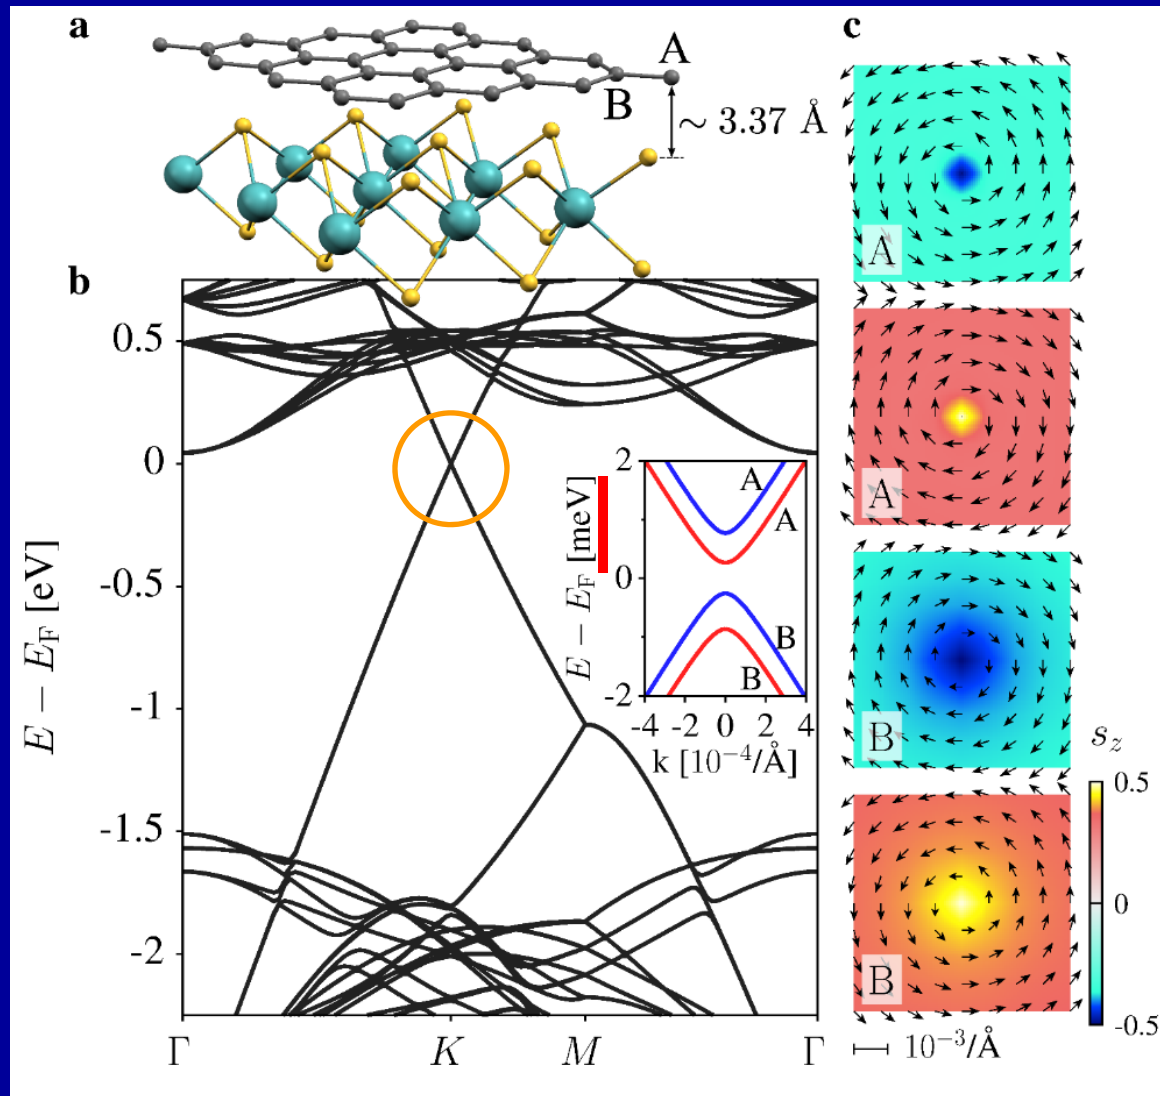 a
A
B
~ 3.37 Å
b
E − E_F [eV]
0.5
0
-0.5
-1
-1.5
-2
Γ
K
M
Γ
E − E_F [meV]
2
0
-2
A
A
B
B
-4 -2 0 2 4
k [10⁻⁴/Å]
c
A
A
B
B
s_z
0.5
0
-0.5
10⁻³/Å